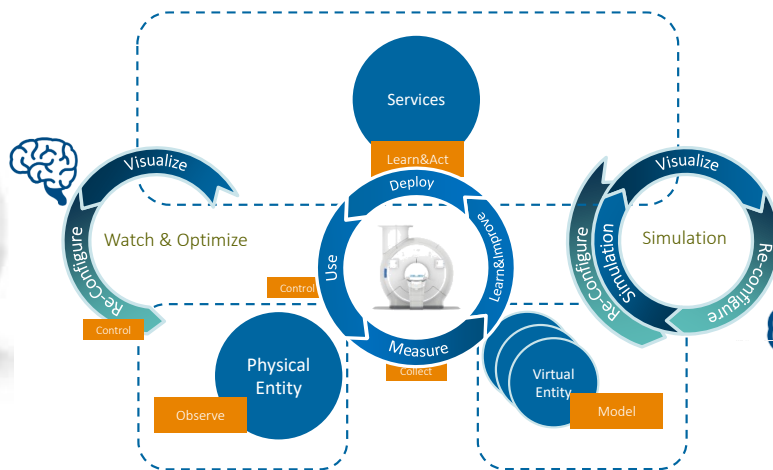 Services
Learn&Act
Visualize
Deploy
Visualize
Re-Configure
Watch & Optimize
Use
Learn&Improve
Re-Configure
Simulation
Simulation
Re-configure
Control
Control
Measure
Collect
Physical
Entity
Virtual
Entity
Observe
Model